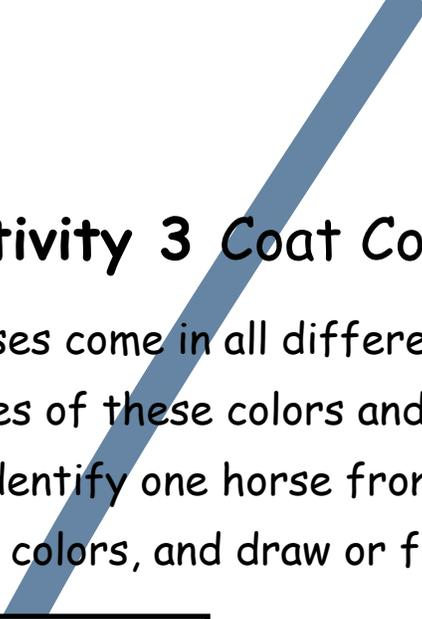 tivity 3 Coat Co
ses come in all differe
es of these colors and
dentify one horse from
colors, and draw or f